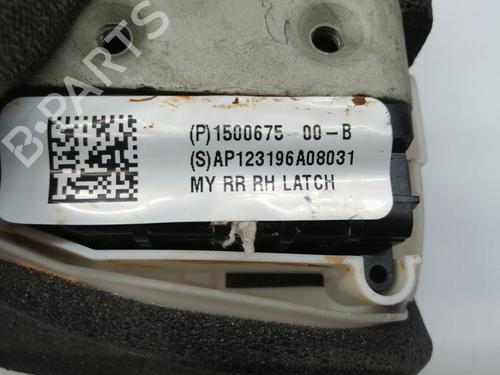 (P)1500675 00-B
(S)AP123196A08031
MY RR RH LATCH
B-PARTS